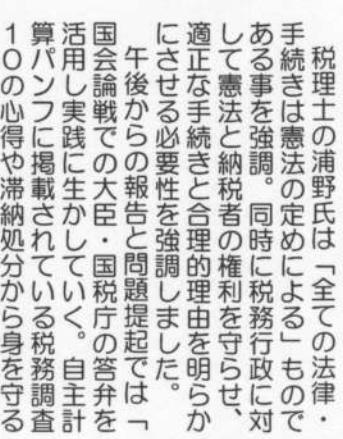 税理士の浦野氏は「全ての法律・
手続きは憲法の定めによる」もので
ある事を強調。同時に税務行政に対
して憲法と納税者の権利を守らせ、
適正な手続きと合理的理由を明らか
にさせる必要性を強調しました。
午後からの報告と問題提起では「
国会論戦での大臣・国税庁の答弁を
活用し実践に生かしていく。自主計
算パンフに掲載されている税務調査
１０の心得や滞納処分から身を守る